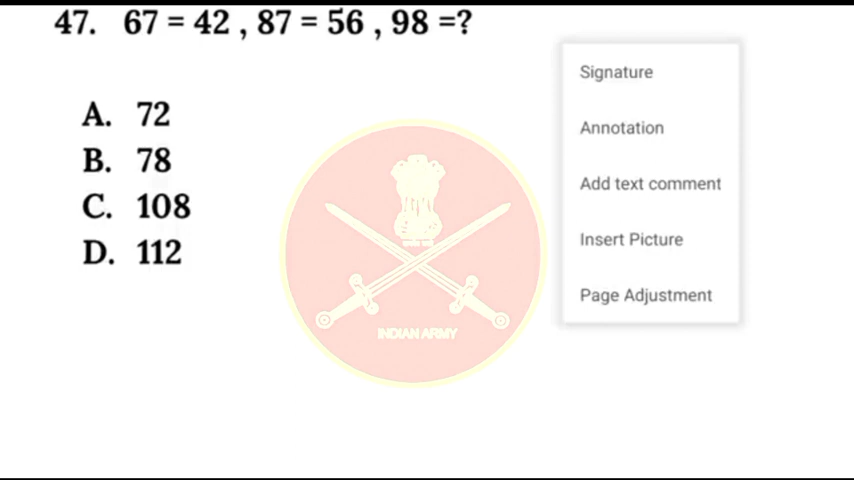 47. 67 = 42 , 87 = 56 , 98 =?
A. 72
B. 78
C. 108
D. 112
INDIAN ARMY
Signature
Annotation
Add text comment
Insert Picture
Page Adjustment